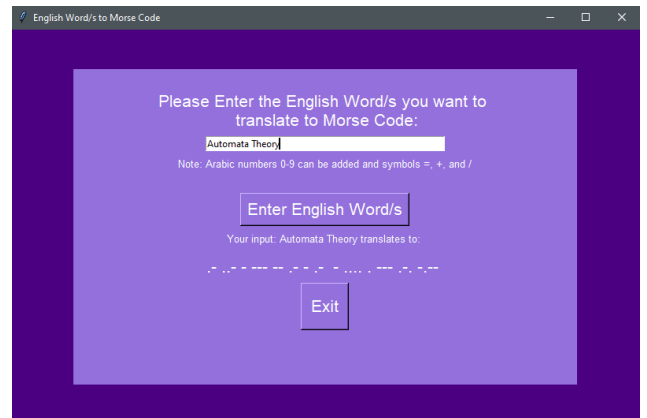 English Word/s to Morse Code
Please Enter the English Word/s you want to
translate to Morse Code:
Automata Theory
Note: Arabic numbers 0-9 can be added and symbols =, +, and /
Enter English Word/s
Your input: Automata Theory translates to:
.- ..- - --- -- .- - .-  - .... . --- .-. -.--
Exit